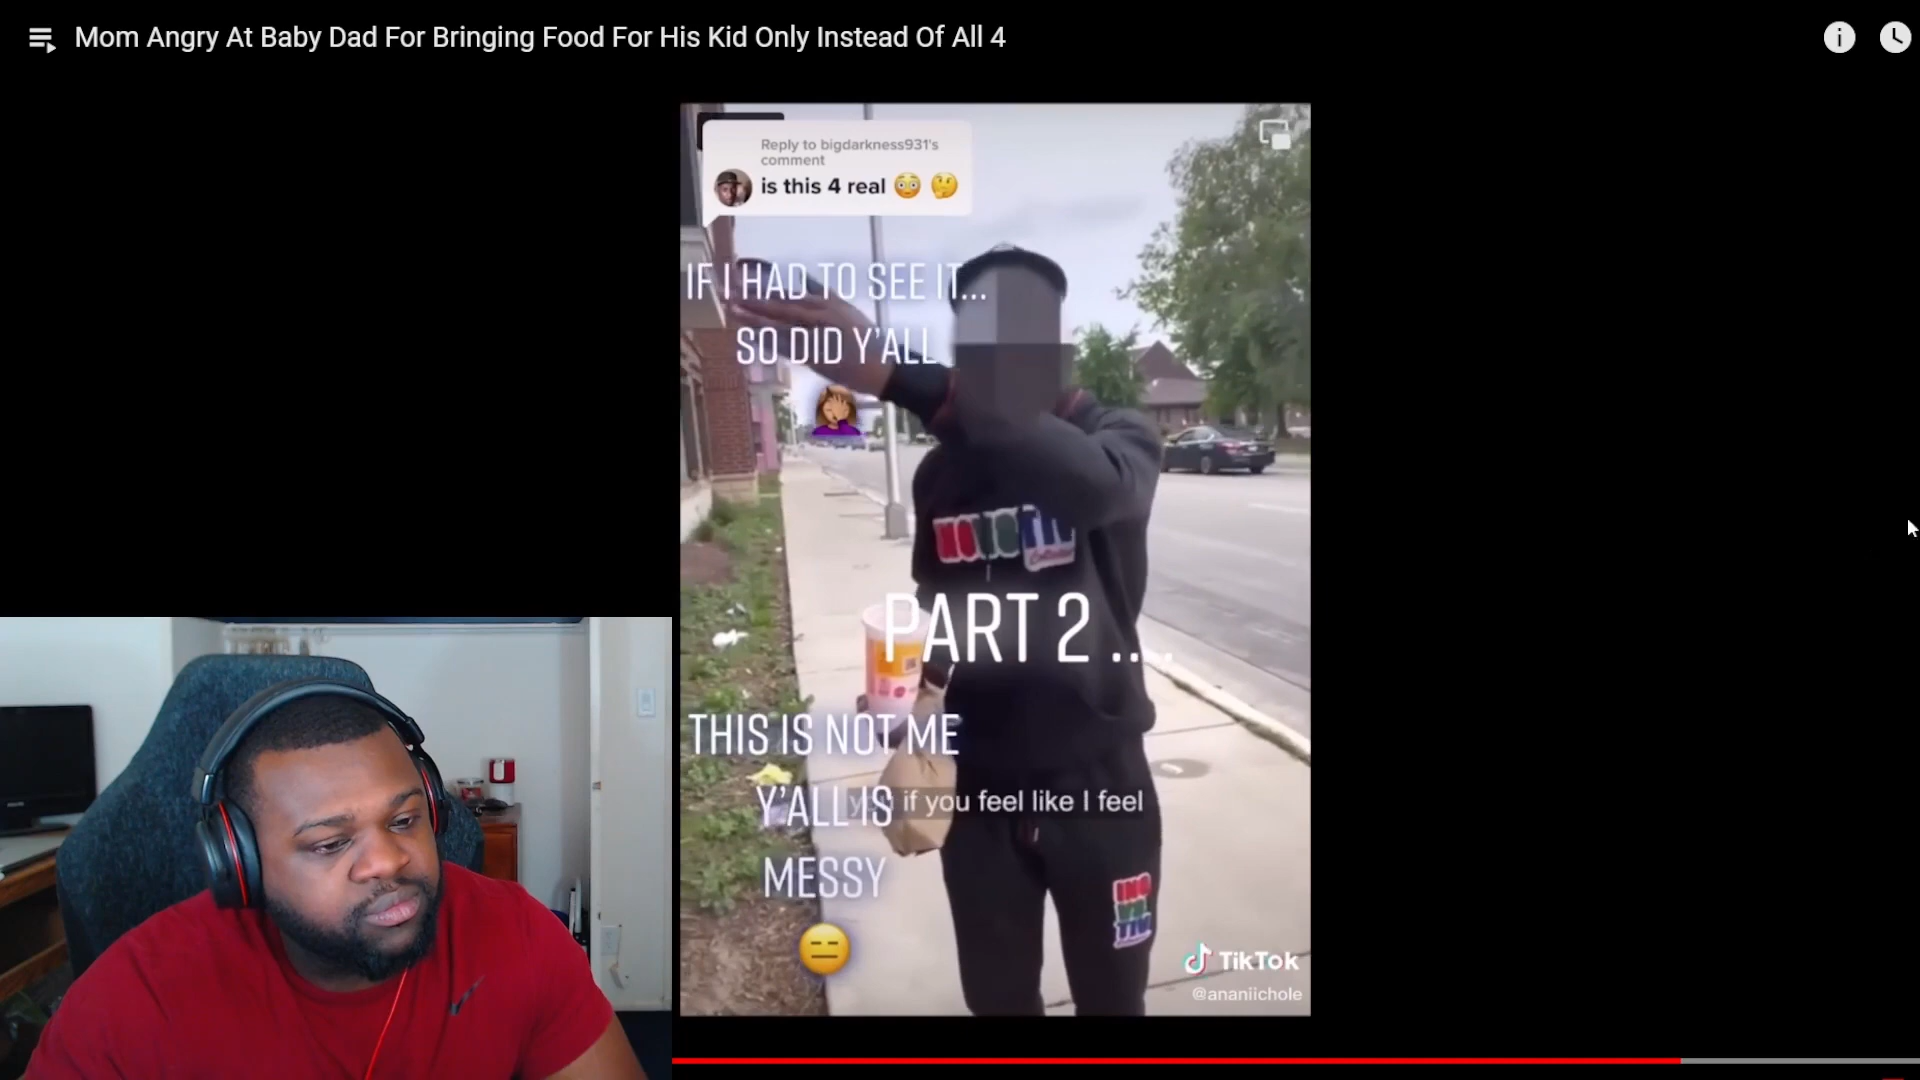 Mom Angry At Baby Dad For Bringing Food For His Kid Only Instead Of All 4
Reply to bigdarkness931's
comment
is this 4 real
IF I HAD TO SEE IT...
SO DID Y'ALL
PART 2 ....
THIS IS NOT ME
Y'ALL IS
MESSY
if you feel like I feel
TikTok
@ananiichole